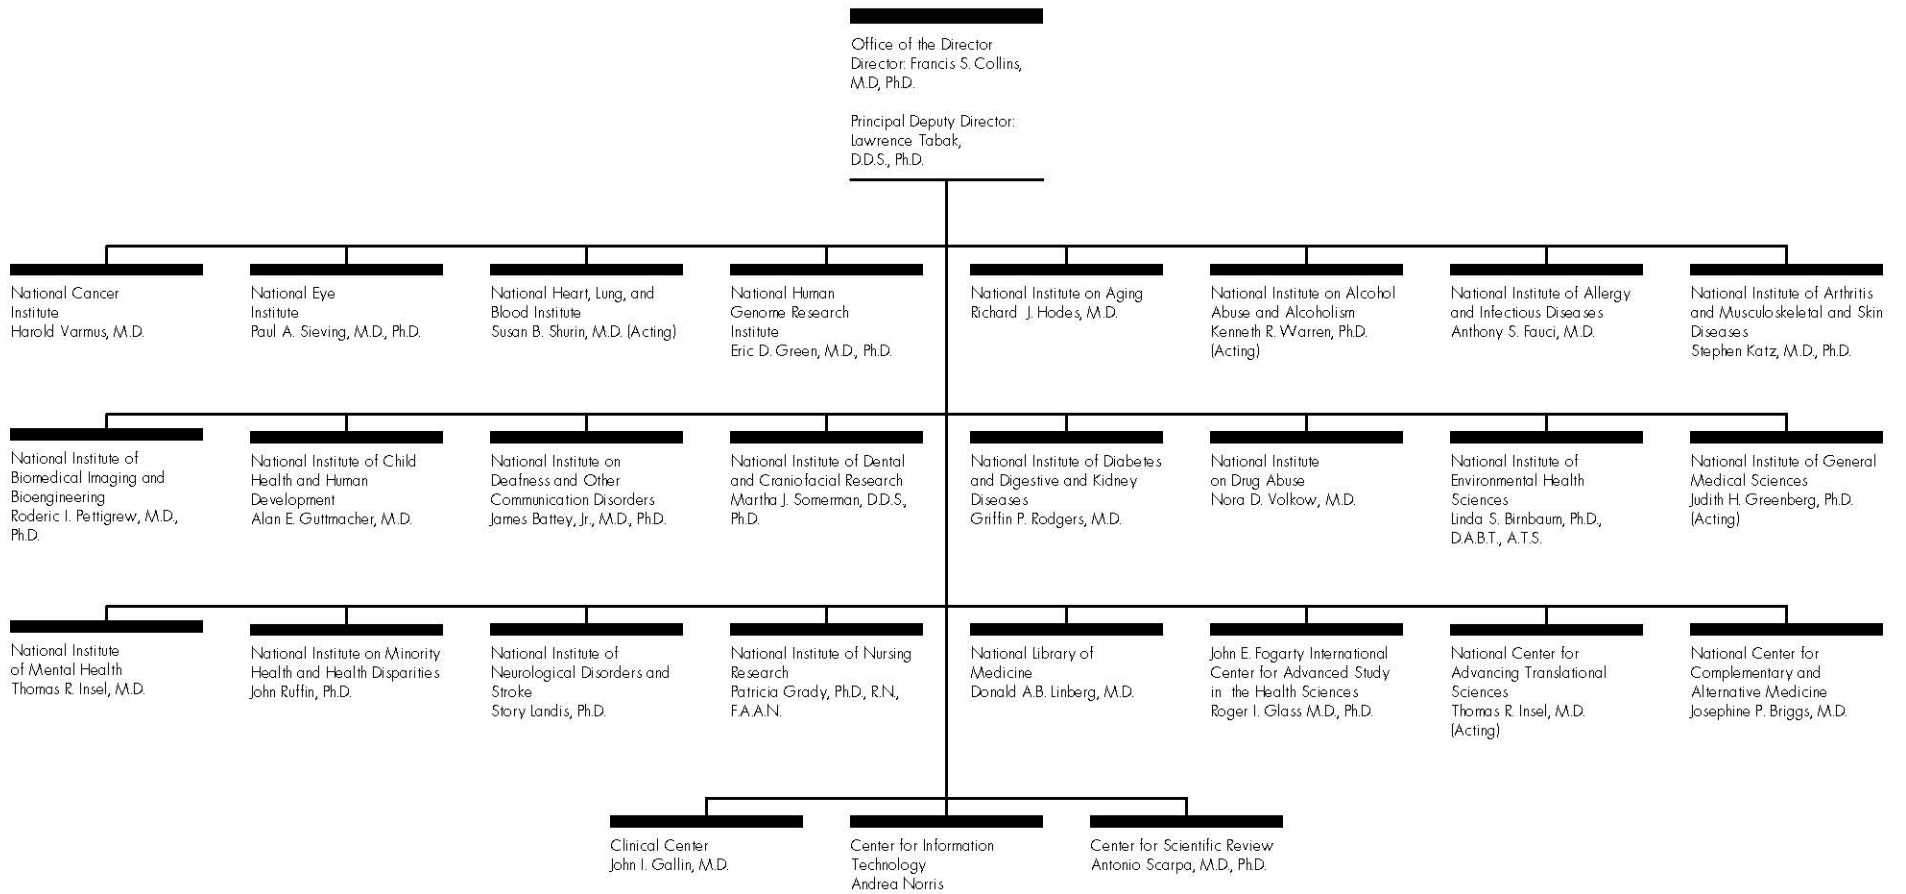 Office of the Director
Director: Francis S. Collins,
M.D, Ph.D.
Principal Deputy Director:
Lawrence Tabak,
D.D.S., Ph.D.
National Cancer
Institute
Harold Varmus, M.D.
National Eye
Institute
Paul A. Sieving, M.D., Ph.D.
National Heart, Lung, and
Blood Institute
Susan B. Shurin, M.D. (Acting)
National Human
Genome Research
Institute
Eric D. Green, M.D., Ph.D.
National Institute on Aging
Richard J. Hodes, M.D.
National Institute on Alcohol
Abuse and Alcoholism
Kenneth R. Warren, Ph.D.
(Acting)
National Institute of Allergy
and Infectious Diseases
Anthony S. Fauci, M.D.
National Institute of Arthritis
and Musculoskeletal and Skin
Diseases
Stephen Katz, M.D., Ph.D.
National Institute of
Biomedical Imaging and
Bioengineering
Roderic I. Pettigrew, M.D.,
Ph.D.
National Institute of Child
Health and Human
Development
Alan E. Guttmacher, M.D.
National Institute on
Deafness and Other
Communication Disorders
James Battey, Jr., M.D., Ph.D.
National Institute of Dental
and Craniofacial Research
Martha J. Somerman, D.D.S.,
Ph.D.
National Institute of Diabetes
and Digestive and Kidney
Diseases
Griffin P. Rodgers, M.D.
National Institute
on Drug Abuse
Nora D. Volkow, M.D.
National Institute of
Environmental Health
Sciences
Linda S. Birnbaum, Ph.D.,
D.A.B.T., A.T.S.
National Institute of General
Medical Sciences
Judith H. Greenberg, Ph.D.
(Acting)
National Institute
of Mental Health
Thomas R. Insel, M.D.
National Institute on Minority
Health and Health Disparities
John Ruffin, Ph.D.
National Institute of
Neurological Disorders and
Stroke
Story Landis, Ph.D.
National Institute of Nursing
Research
Patricia Grady, Ph.D., R.N.,
F.A.A.N.
National Library of
Medicine
Donald A.B. Linberg, M.D.
John E. Fogarty International
Center for Advanced Study
in the Health Sciences
Roger I. Glass M.D., Ph.D.
National Center for
Advancing Translational
Sciences
Thomas R. Insel, M.D.
(Acting)
National Center for
Complementary and
Alternative Medicine
Josephine P. Briggs, M.D.
Clinical Center
John I. Gallin, M.D.
Center for Information
Technology
Andrea Norris
Center for Scientific Review
Antonio Scarpa, M.D., Ph.D.